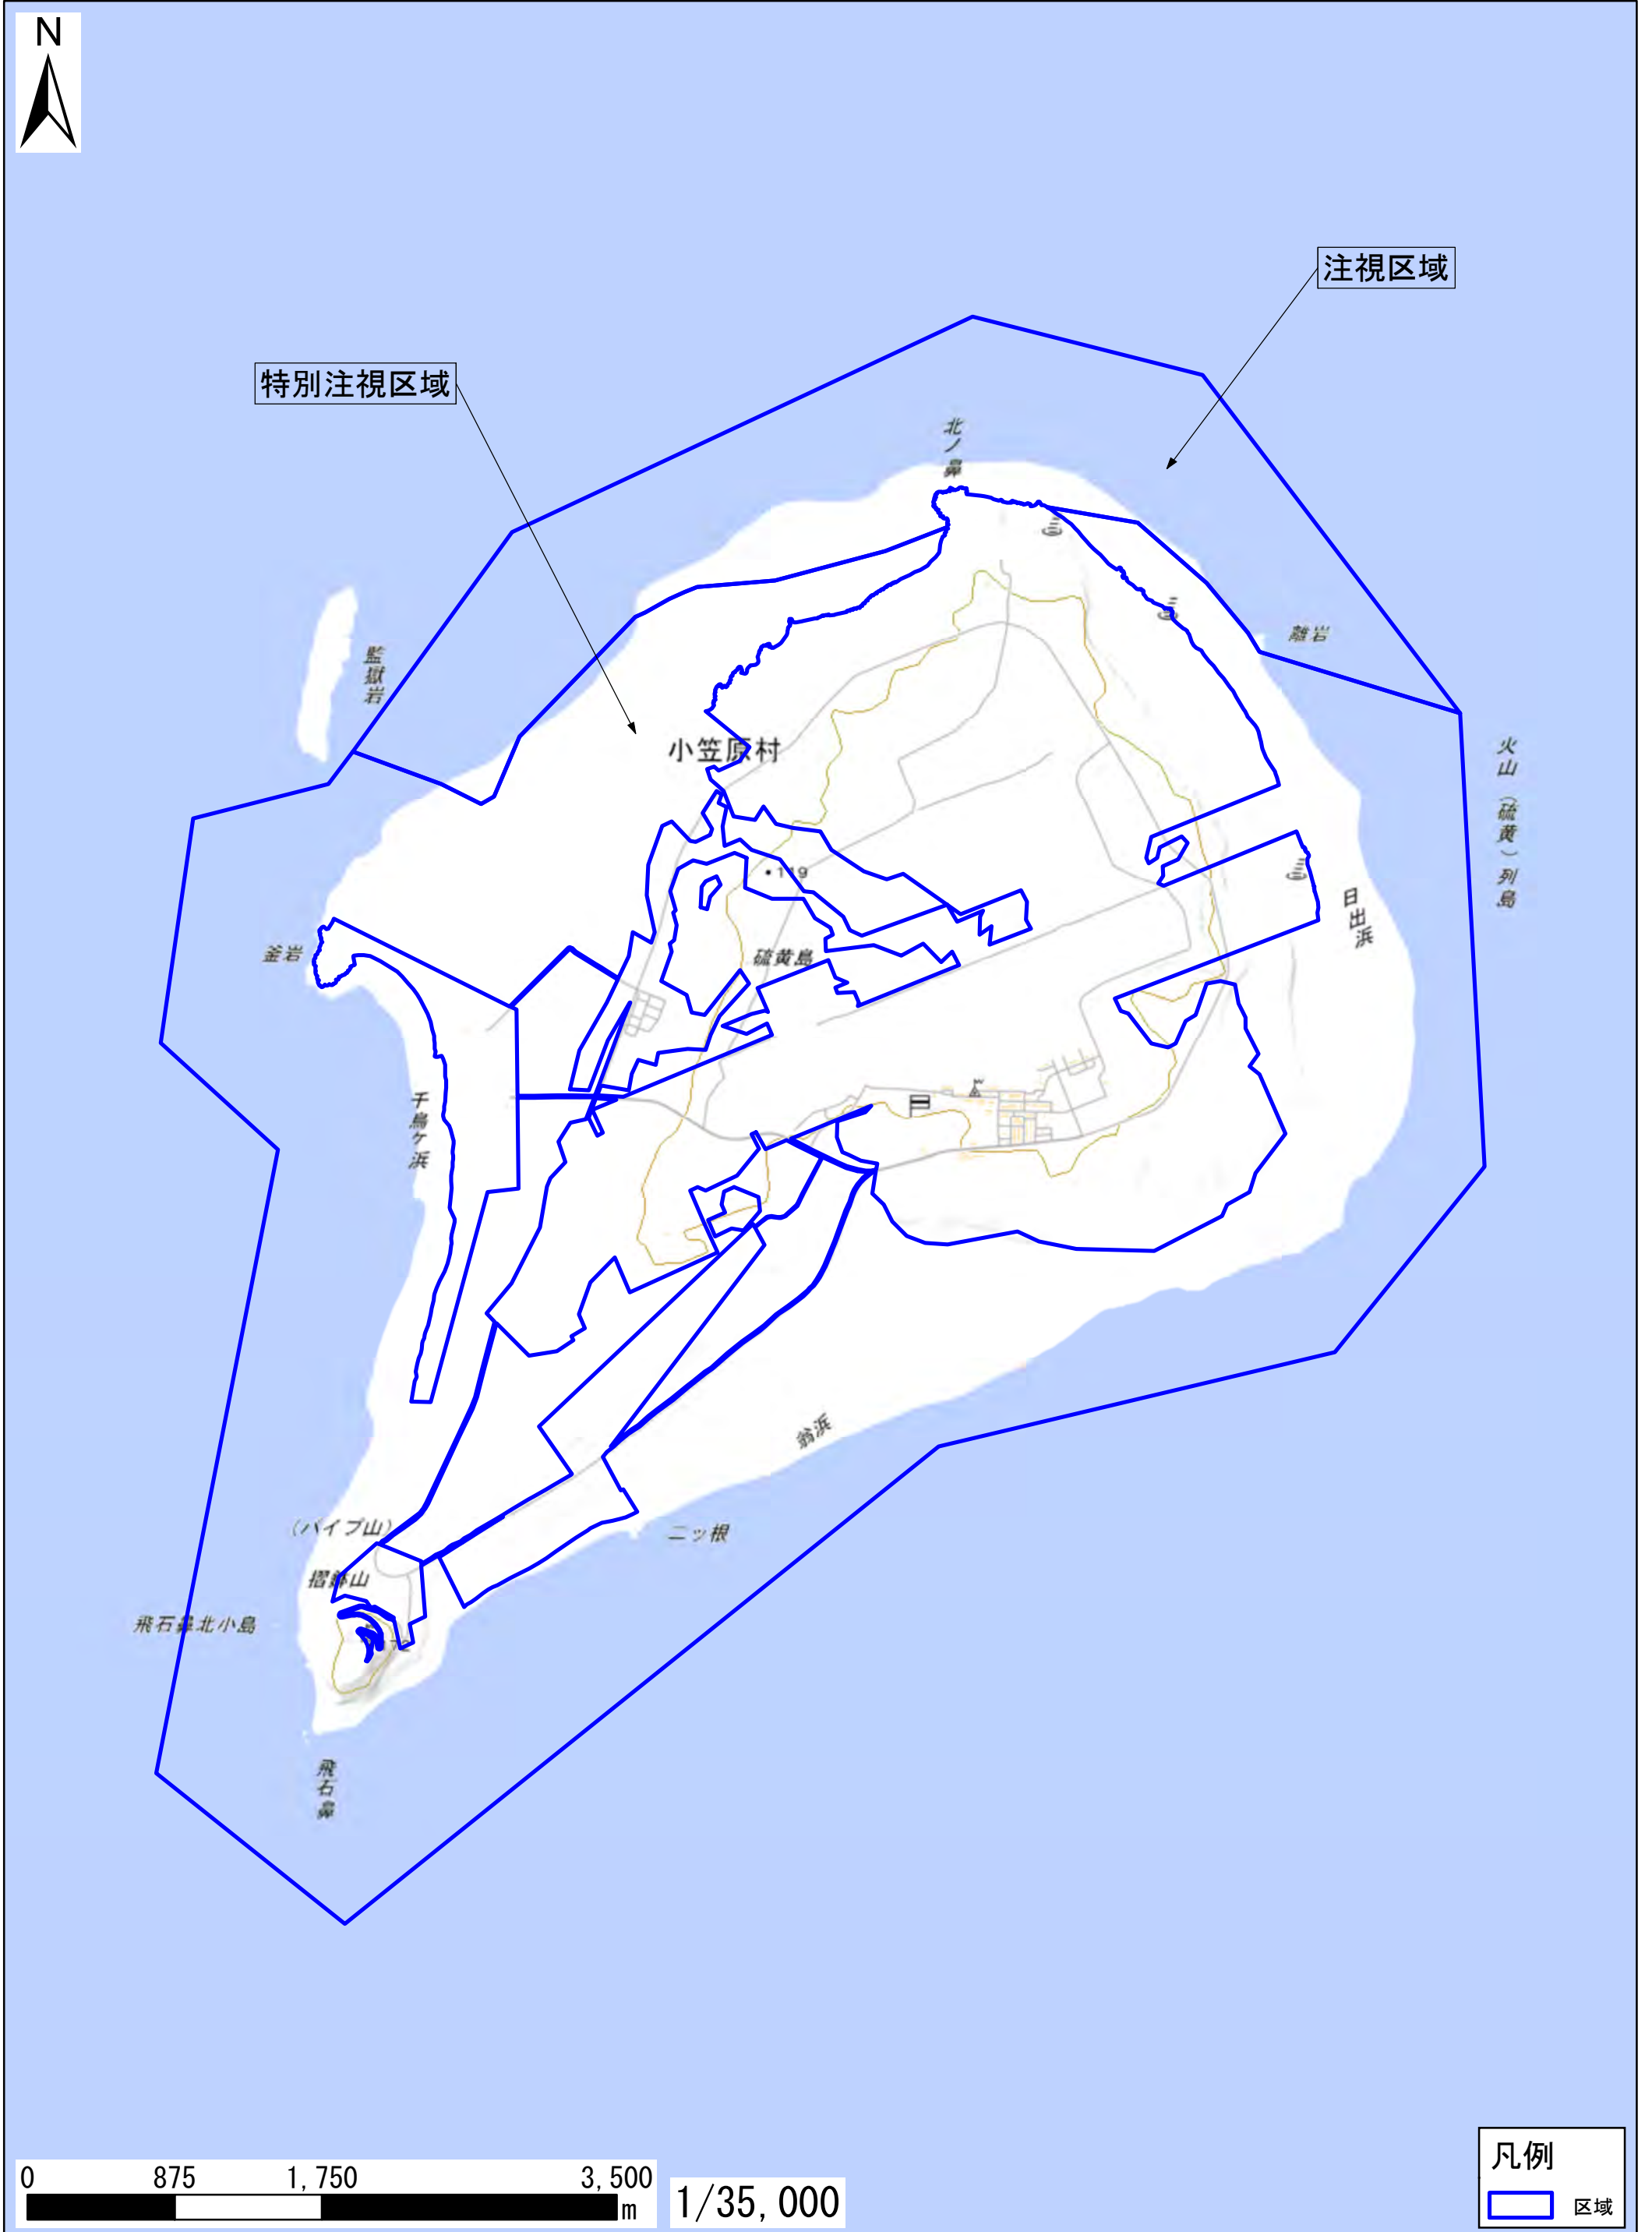 N
注視区域
特別注視区域
北ノ鼻
離岩
監獄岩
小笠原村
火山（硫黄）列島
・119
日出浜
釜岩
硫黄島
千鳥ケ浜
翁浜
(パイプ山)
二ッ根
摺鉢山
飛石鼻北小島
飛石鼻
0 875 1,750 3,500
m
1/35,000
凡例
区域